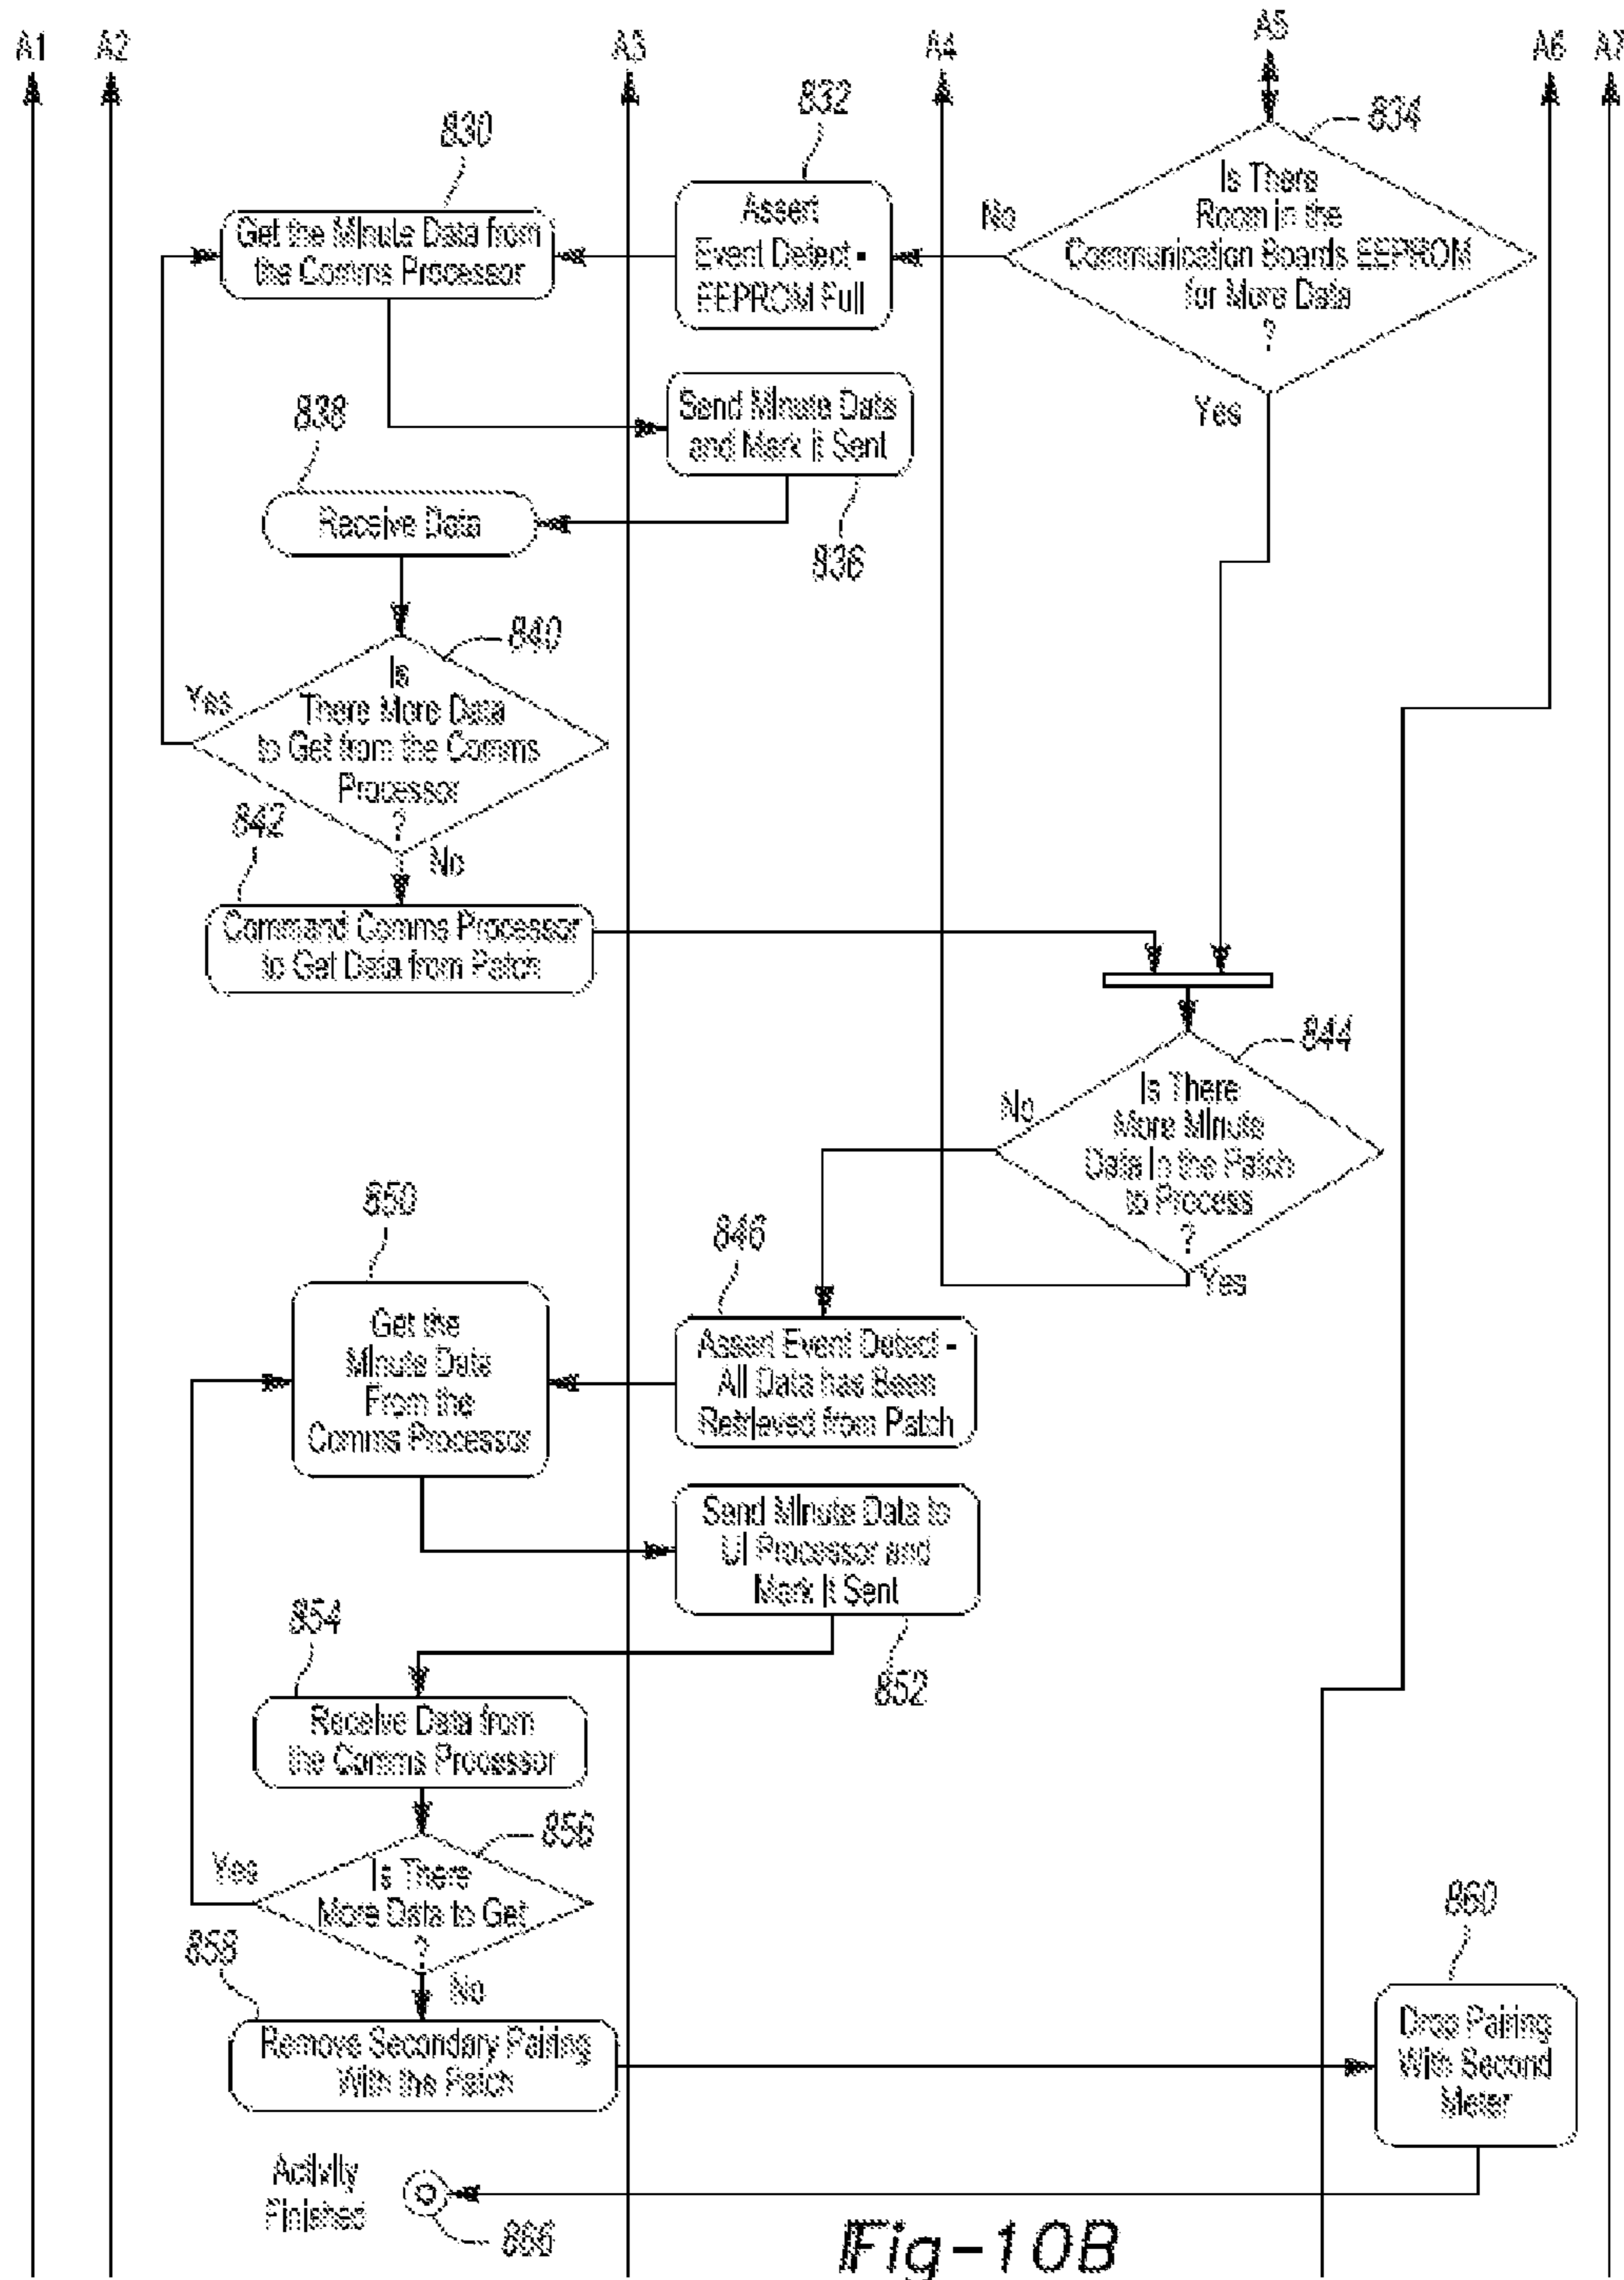 A1
A2
A3
A4
A5
A6
A7
830
Get the Minute Data from
the Comms Processor
832
Assert
Event Detect -
EEPROM Full
834
Is There
Room in the
Communication Boards EEPROM
for More Data
?
No
Yes
Send Minute Data
and Mark it Sent
836
838
Receive Data
840
Is
There More Data
to Get from the Comms
Processor
?
Yes
No
842
Command Comms Processor
to Get Data from Patch
844
Is There
More Minute
Data In the Patch
to Process
?
No
Yes
846
Assert Event Detect -
All Data has Been
Retrieved from Patch
850
Get the
Minute Data
From the
Comms Processor
Send Minute Data to
UI Processor and
Mark It Sent
852
854
Receive Data from
the Comms Processor
856
Is There
More Data to Get
?
Yes
No
858
Remove Secondary Pairing
With the Patch
860
Drop Pairing
With Second
Meter
Activity
Finished
866
Fig-10B